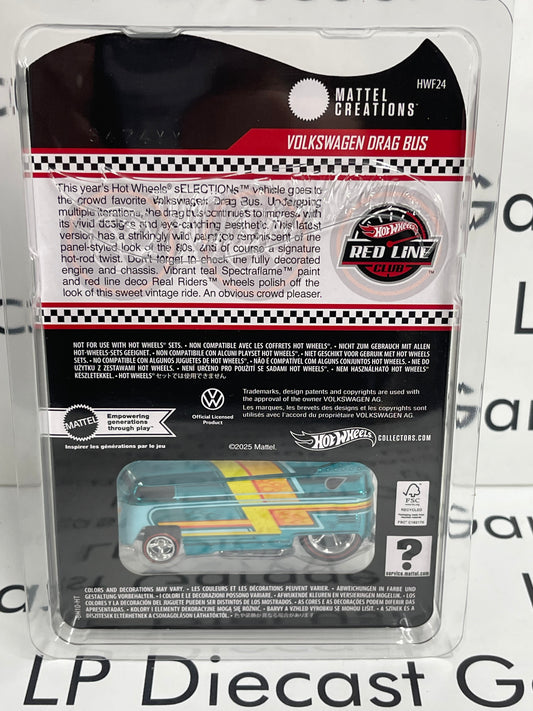 HWF24
MATTEL
CREATIONS™
VOLKSWAGEN DRAG BUS
This year's Hot Wheels® sELECTIONs™ vehicle goes to
the crowd favorite Volkswagen Drag Bus. Undergoing
multiple iterations, the drag bus continues to impress with
its vivid designs and eye-catching aesthetic. This latest
version has a strikingly wild paint job reminiscent of the
panel-styled look of the 80s. And of course a signature
hot-rod twist. Don't forget to check the fully decorated
engine and chassis. Vibrant teal Spectraflame™ paint
and red line deco Real Riders™ wheels polish off the
look of this sweet vintage ride. An obvious crowd pleaser.
HOT WHEELS
RED LINE
CLUB™
NOT FOR USE WITH HOT WHEELS® SETS. • NON COMPATIBLE AVEC LES COFFRETS HOT WHEELS®. • NICHT ZUM GEBRAUCH MIT ALLEN
HOT-WHEELS-SETS GEEIGNET. • NON COMPATIBILE CON ALCUNI PLAYSET HOT WHEELS®. • NIET GESCHIKT VOOR GEBRUIK MET HOT WHEELS®
SETS. • NO COMPATIBLE CON ALGUNOS JUGUETES DE HOT WHEELS®. • NÃO É COMPATÍVEL COM ALGUNS CONJUNTOS HOT WHEELS®. • NIE DO
UŻYTKU Z ZESTAWAMI HOT WHEELS. • NENÍ URČENO PRO POUŽITÍ SE SADAMI HOT WHEELS®. • NEM HASZNÁLHATÓ HOT WHEELS®
KÉSZLETEKKEL. • HOT WHEELS®セットでは使用できません。
MATTEL
Empowering
generations
through play™
Inspirer les générations par le jeu
Official Licensed
Product
Trademarks, design patents and copyrights are used with
the approval of the owner VOLKSWAGEN AG.
Les marques, les brevets de designs et les copyrights sont
utilisés avec l'accord du propriétaire VOLKSWAGEN AG.
©2025 Mattel.
HOT WHEELS
COLLECTORS.COM
FSC
RECYCLED
?
service.mattel.com
COLORS AND DECORATIONS MAY VARY. • LES COULEURS ET LES DÉCORATIONS PEUVENT VARIER. • ABWEICHUNGEN IN FARBE UND
GESTALTUNG VORBEHALTEN. • I COLORI E LE DECORAZIONI POSSONO VARIARE. • AFWIJKENDE KLEUREN EN VERSIERINGEN MOGELIJK. • LOS
COLORES Y LA DECORACIÓN DEL JUGUETE PUEDEN SER DISTINTOS DE LOS MOSTRADOS. • AS CORES E AS DECORAÇÕES PODEM DIFERIR DAS
APRESENTADAS. • KOLORY I ELEMENTY DEKORACYJNE MOGĄ SIĘ RÓŻNIĆ. • BARVY A VZHLED VÝROBKU SE MOHOU LIŠIT. • A SZÍNEK ÉS A
DÍSZÍTÉSEK ELTÉRHETNEK A CSOMAGOLÁSON LÁTHATÓKTÓL.
LP Diecast Garage